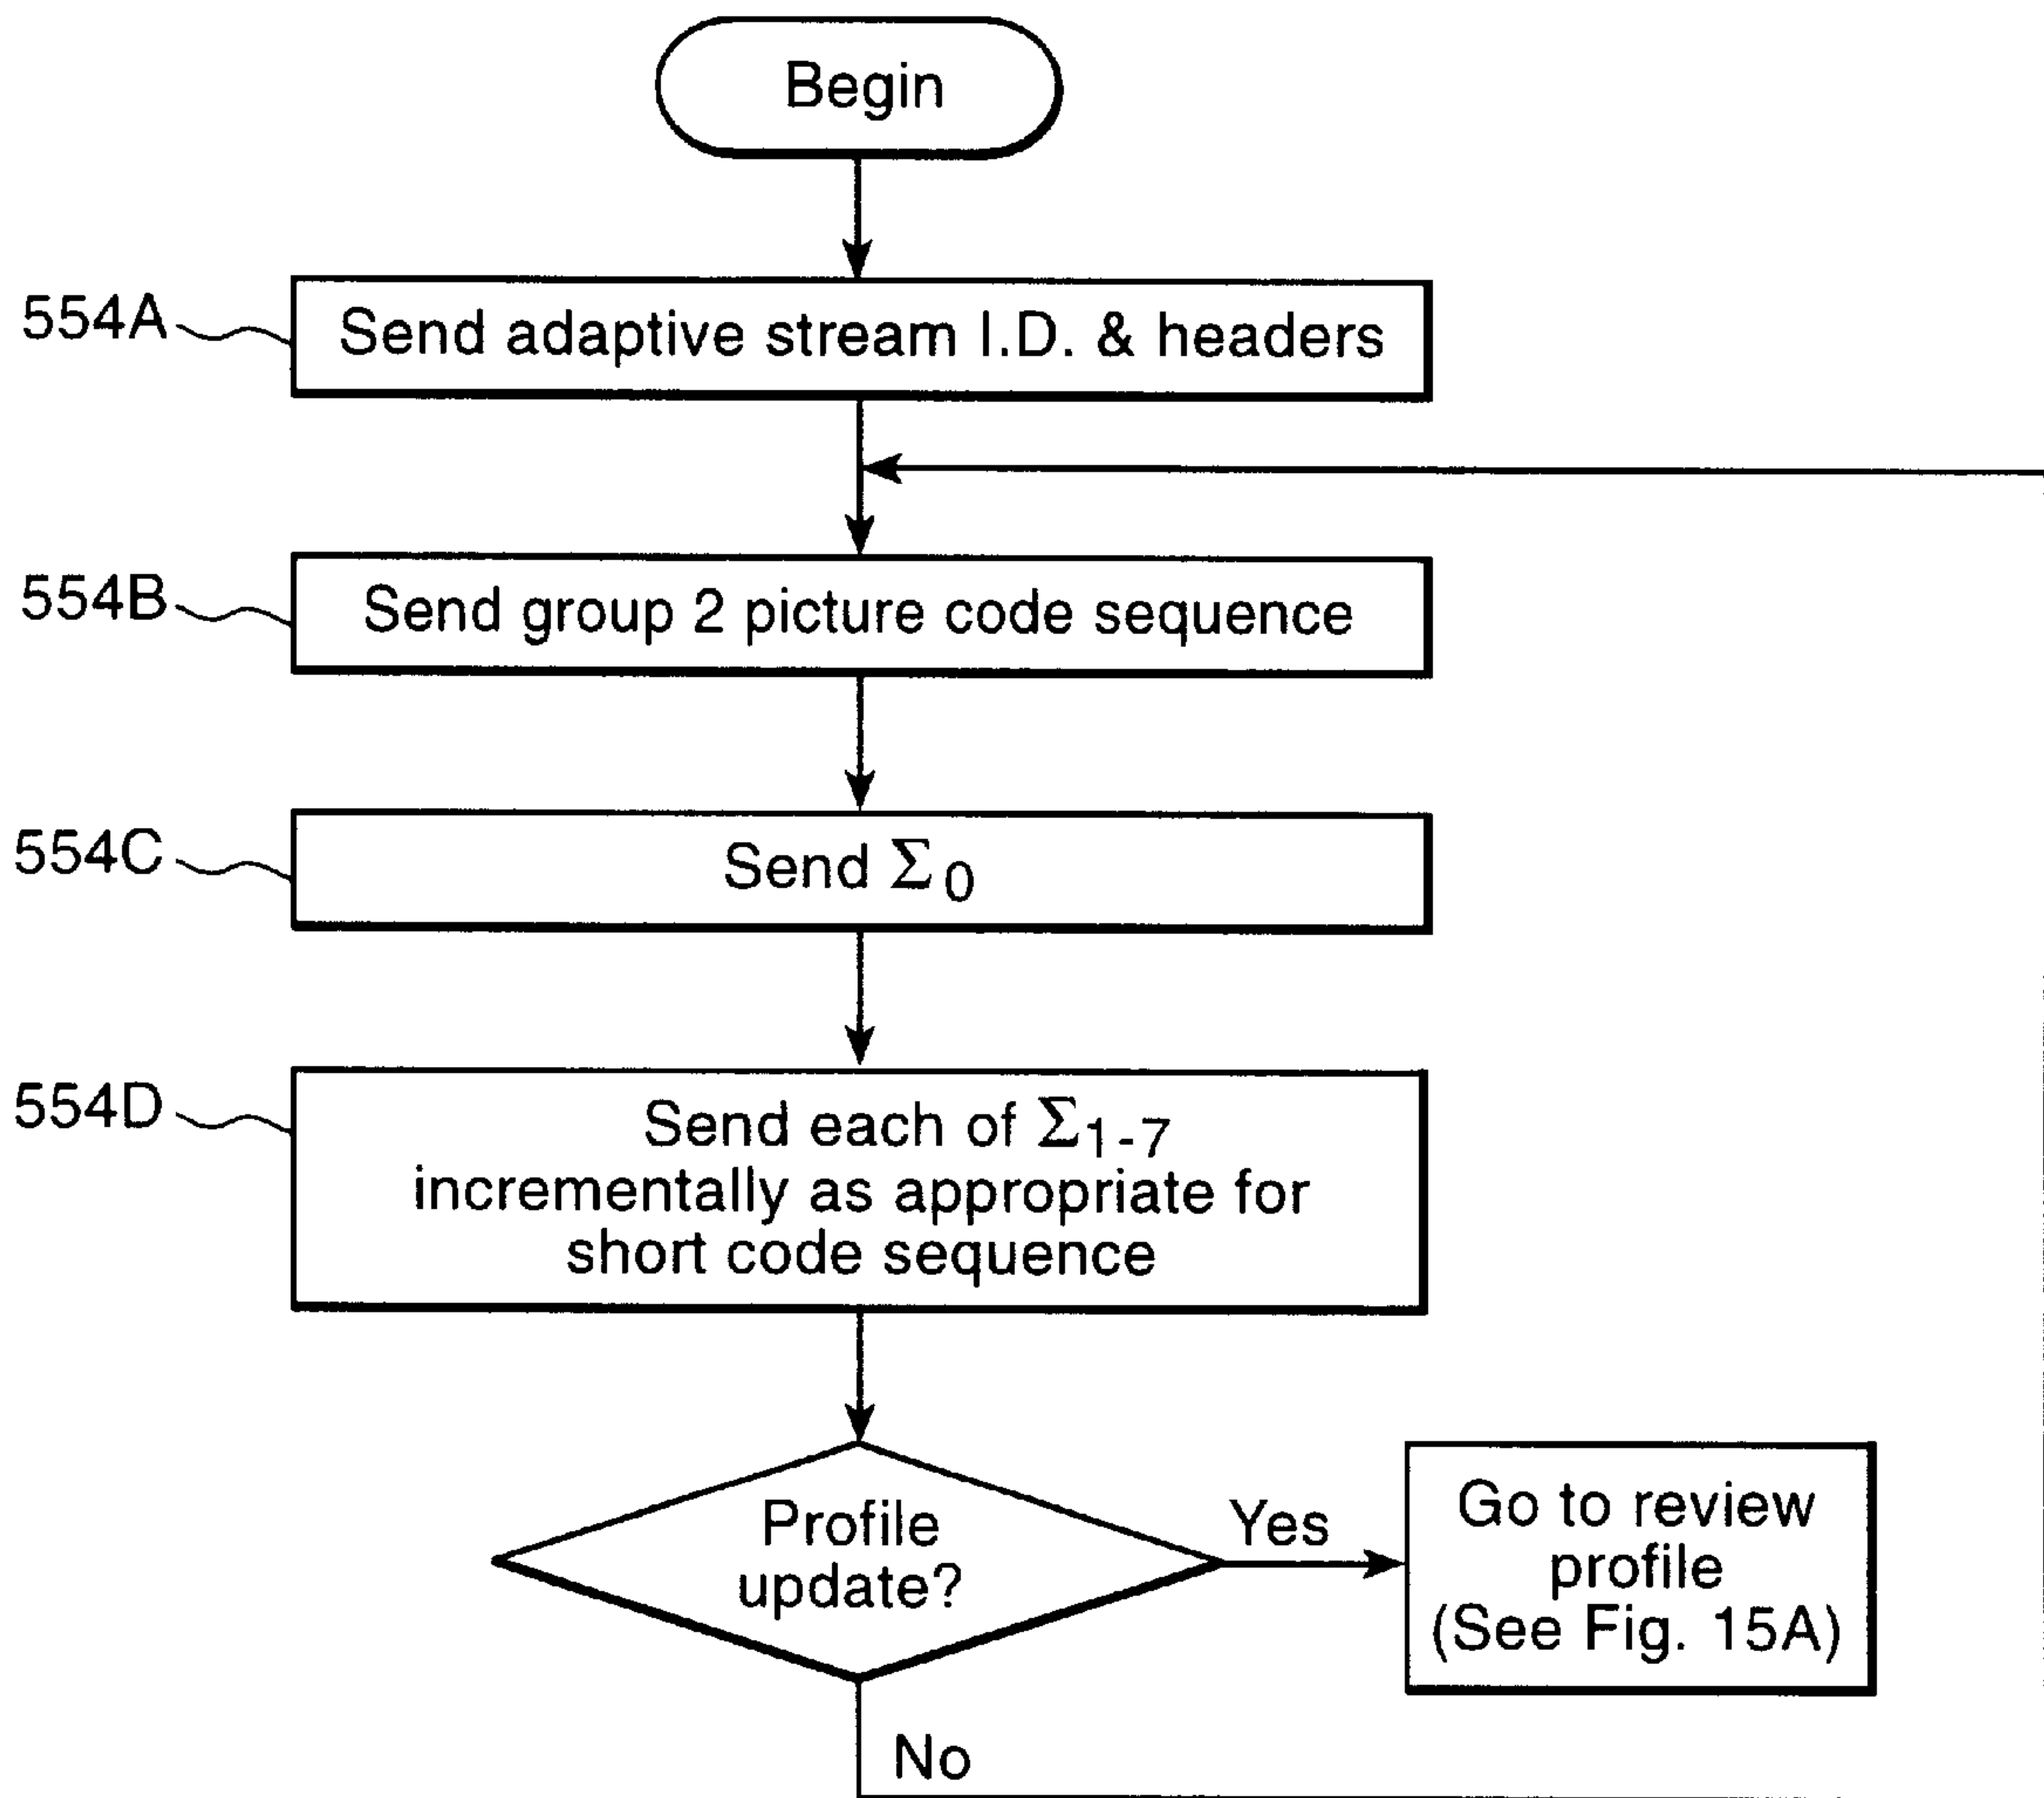 Begin
554A
Send adaptive stream I.D. & headers
554B
Send group 2 picture code sequence
554C
Send Σ0
554D
Send each of Σ1-7
incrementally as appropriate for
short code sequence
Profile
update?
Yes
Go to review
profile
(See Fig. 15A)
No